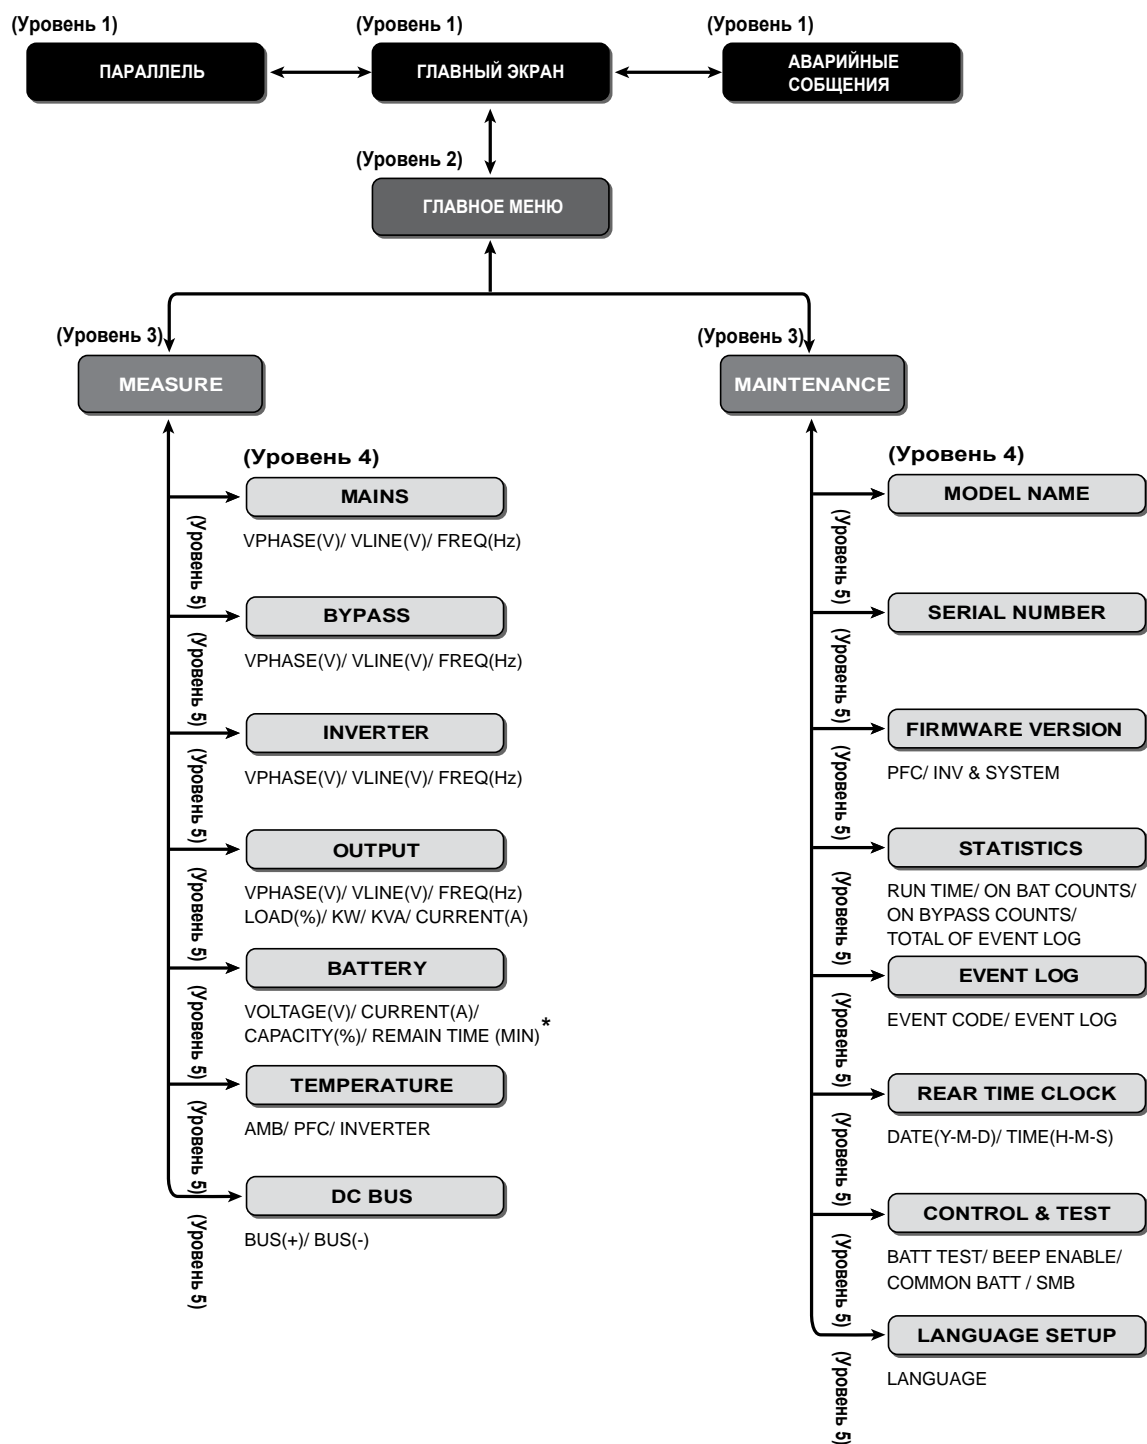 (Уровень 1)
(Уровень 1)
(Уровень 1)
ПАРАЛЛЕЛЬ
ГЛАВНЫЙ ЭКРАН
АВАРИЙНЫЕ
СОБЩЕНИЯ
(Уровень 2)
ГЛАВНОЕ МЕНЮ
(Уровень 3)
MEASURE
(Уровень 4)
MAINS
(Уровень 5)
VPHASE(V)/ VLINE(V)/ FREQ(Hz)
BYPASS
(Уровень 5)
VPHASE(V)/ VLINE(V)/ FREQ(Hz)
INVERTER
(Уровень 5)
VPHASE(V)/ VLINE(V)/ FREQ(Hz)
OUTPUT
(Уровень 5)
VPHASE(V)/ VLINE(V)/ FREQ(Hz)
LOAD(%)/ KW/ KVA/ CURRENT(A)
BATTERY
(Уровень 5)
VOLTAGE(V)/ CURRENT(A)/
CAPACITY(%)/ REMAIN TIME (MIN)*
TEMPERATURE
(Уровень 5)
AMB/ PFC/ INVERTER
DC BUS
(Уровень 5)
BUS(+)/ BUS(-)
(Уровень 3)
MAINTENANCE
(Уровень 4)
MODEL NAME
(Уровень 5)
SERIAL NUMBER
(Уровень 5)
FIRMWARE VERSION
(Уровень 5)
PFC/ INV & SYSTEM
STATISTICS
(Уровень 5)
RUN TIME/ ON BAT COUNTS/
ON BYPASS COUNTS/
TOTAL OF EVENT LOG
EVENT LOG
(Уровень 5)
EVENT CODE/ EVENT LOG
REAR TIME CLOCK
(Уровень 5)
DATE(Y-M-D)/ TIME(H-M-S)
CONTROL & TEST
(Уровень 5)
BATT TEST/ BEEP ENABLE/
COMMON BATT / SMB
LANGUAGE SETUP
(Уровень 5)
LANGUAGE